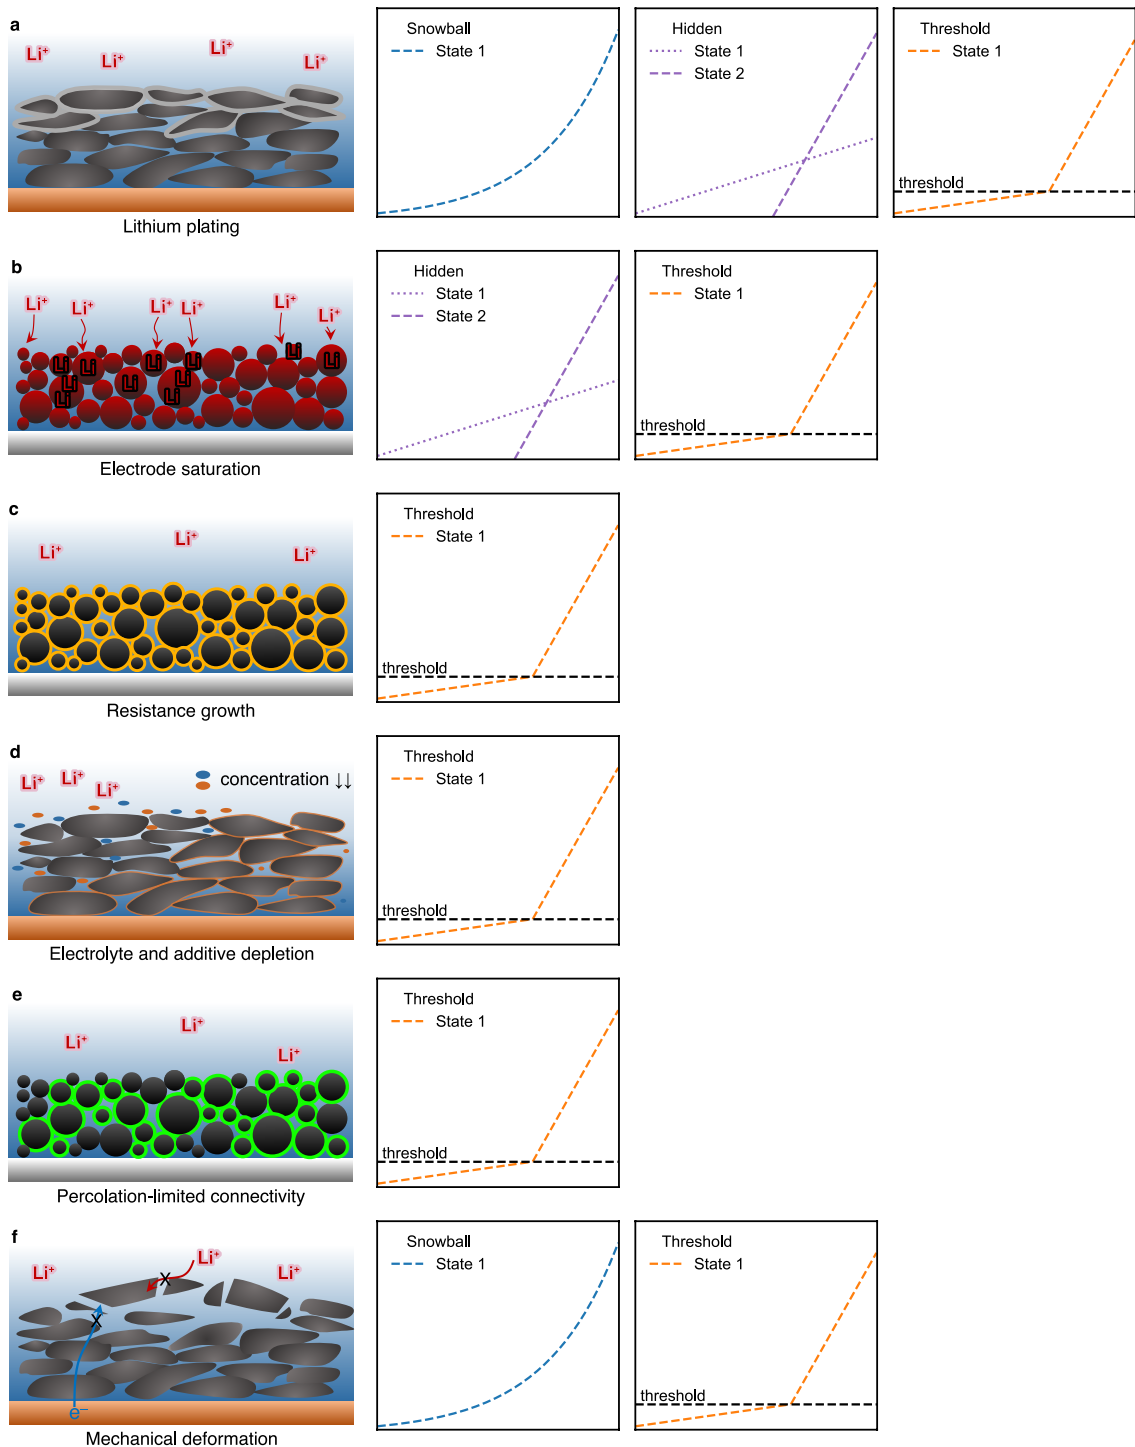 a
Li⁺
Li⁺
Li⁺
Li⁺
Lithium plating
Snowball
State 1
Hidden
State 1
State 2
Threshold
State 1
threshold
b
Li⁺
Li⁺
Li⁺
Li⁺
Li⁺
Li⁺
Li
Li
Li
Li
Li
Li
Li
Li
Li
Li
Li
Electrode saturation
Hidden
State 1
State 2
Threshold
State 1
threshold
c
Li⁺
Li⁺
Li⁺
Resistance growth
Threshold
State 1
threshold
d
Li⁺
Li⁺
Li⁺
concentration ↓↓
Electrolyte and additive depletion
Threshold
State 1
threshold
e
Li⁺
Li⁺
Li⁺
Percolation-limited connectivity
Threshold
State 1
threshold
f
Li⁺
Li⁺
Li⁺
X
X
e⁻
Mechanical deformation
Snowball
State 1
Threshold
State 1
threshold